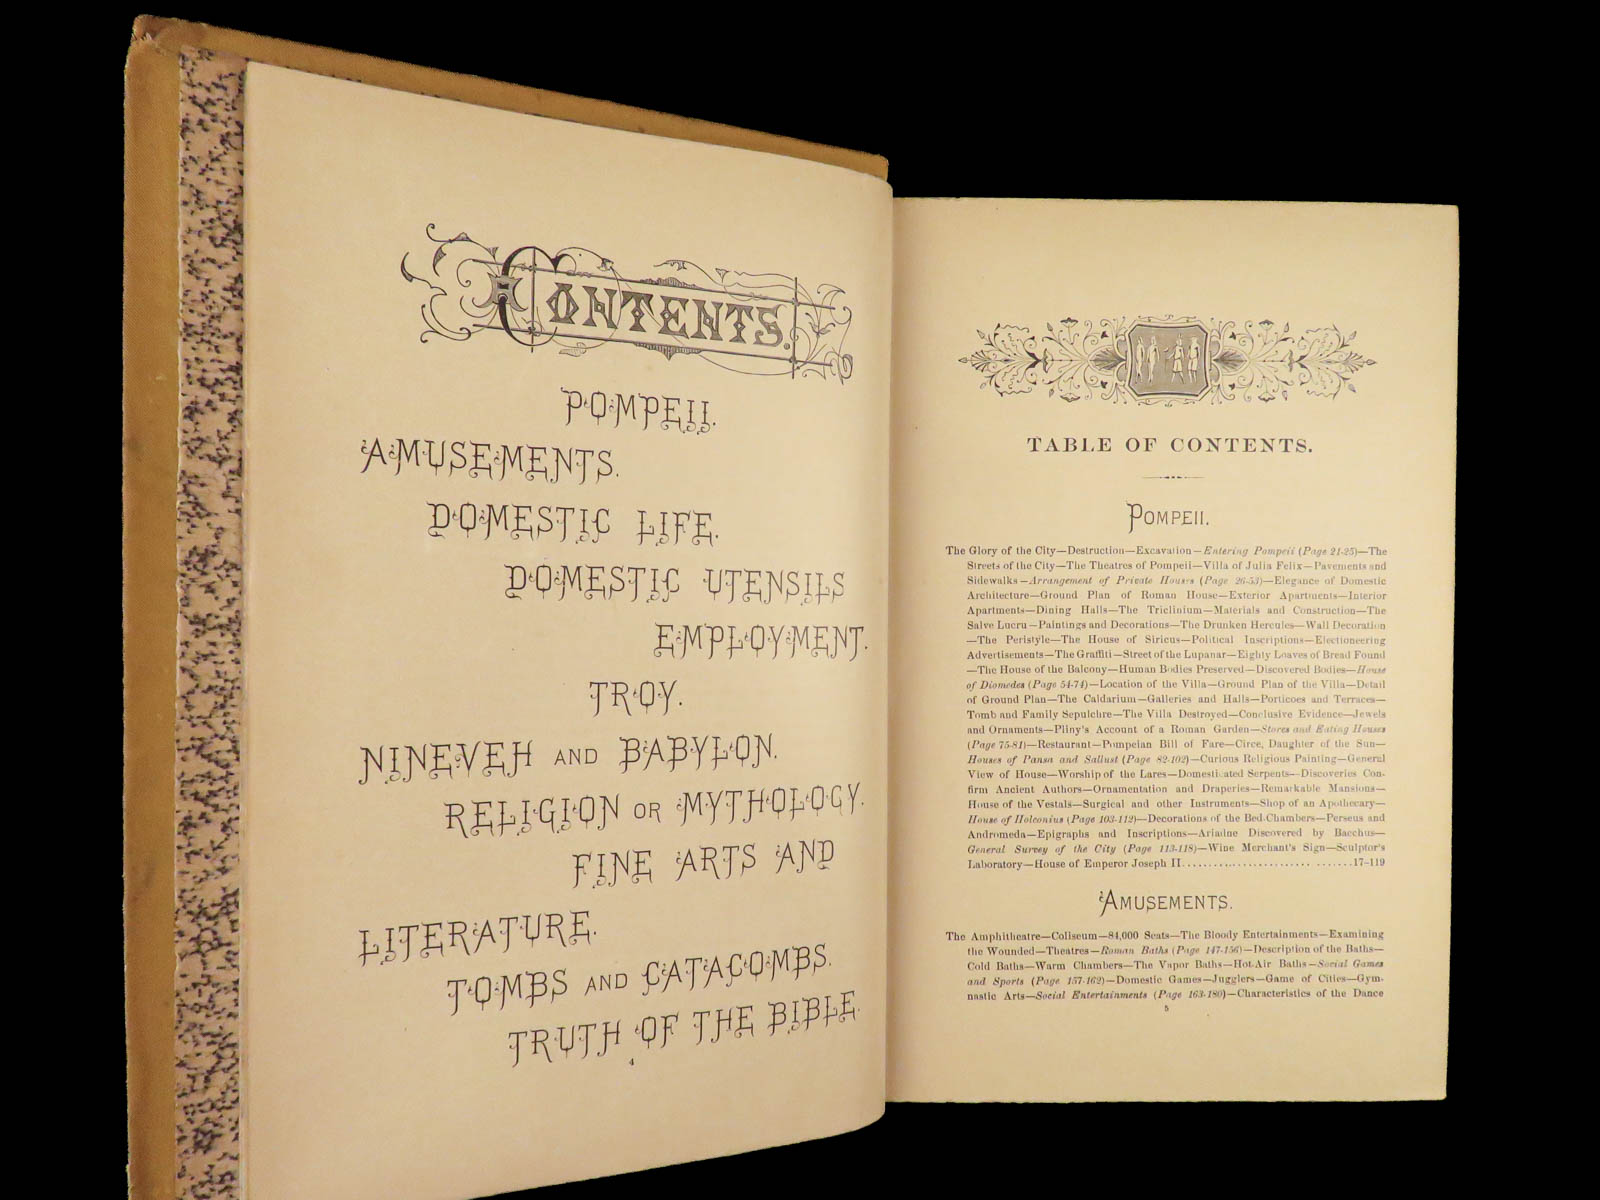 CONTENTS.
POMPEII.
AMUSEMENTS.
DOMESTIC LIFE.
DOMESTIC UTENSILS
EMPLOYMENT.
TROY.
NINEVEH AND BABYLON.
RELIGION OR MYTHOLOGY.
FINE ARTS AND
LITERATURE.
TOMBS AND CATACOMBS.
TRUTH OF THE BIBLE.
4
TABLE OF CONTENTS.
POMPEII.
The Glory of the City—Destruction—Excavation—Entering Pompeii (Page 21-25)—The
Streets of the City—The Theatres of Pompeii—Villa of Julia Felix—Pavements and
Sidewalks—Arrangement of Private Houses (Page 26-53)—Elegance of Domestic
Architecture—Ground Plan of Roman House—Exterior Apartments—Interior
Apartments—Dining Halls—The Triclinium—Materials and Construction—The
Salve Lucru—Paintings and Decorations—The Drunken Hercules—Wall Decoration
—The Peristyle—The House of Siricus—Political Inscriptions—Electioneering
Advertisements—The Graffiti—Street of the Lupanar—Eighty Loaves of Bread Found
—The House of the Balcony—Human Bodies Preserved—Discovered Bodies—House
of Diomedes (Page 54-74)—Location of the Villa—Ground Plan of the Villa—Detail
of Ground Plan—The Caldarium—Galleries and Halls—Porticoes and Terraces—
Tomb and Family Sepulchre—The Villa Destroyed—Conclusive Evidence—Jewels
and Ornaments—Pliny's Account of a Roman Garden—Stores and Eating Houses
(Page 75-81)—Restaurant—Pompeian Bill of Fare—Circe, Daughter of the Sun—
Houses of Pansa and Sallust (Page 82-102)—Curious Religious Painting—General
View of House—Worship of the Lares—Domesticated Serpents—Discoveries Con-
firm Ancient Authors—Ornamentation and Draperies—Remarkable Mansions—
House of the Vestals—Surgical and other Instruments—Shop of an Apothecary—
House of Holconius (Page 103-112)—Decorations of the Bed-Chambers—Perseus and
Andromeda—Epigraphs and Inscriptions—Ariadne Discovered by Bacchus—
General Survey of the City (Page 113-118)—Wine Merchant's Sign—Sculptor's
Laboratory—House of Emperor Joseph II..............................17-119
AMUSEMENTS.
The Amphitheatre—Coliseum—84,000 Seats—The Bloody Entertainments—Examining
the Wounded—Theatres—Roman Baths (Page 147-156)—Description of the Baths—
Cold Baths—Warm Chambers—The Vapor Baths—Hot-Air Baths—Social Games
and Sports (Page 157-162)—Domestic Games—Jugglers—Game of Cities—Gym-
nastic Arts—Social Entertainments (Page 163-180)—Characteristics of the Dance
5